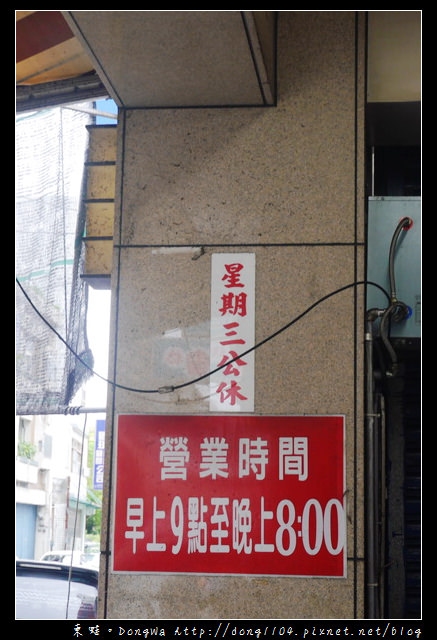 星期三公休
營業時間
早上9點至晚上8:00
東蛙。DongWa http://dong1104.pixnet.net/blog